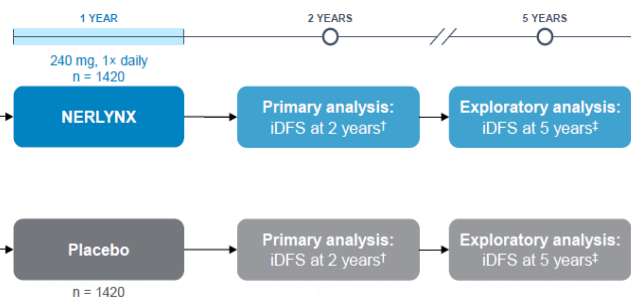 1 YEAR
2 YEARS
5 YEARS
240 mg, 1× daily
n = 1420
NERLYNX
Primary analysis:
iDFS at 2 years†
Exploratory analysis:
iDFS at 5 years‡
Placebo
Primary analysis:
iDFS at 2 years†
Exploratory analysis:
iDFS at 5 years‡
n = 1420